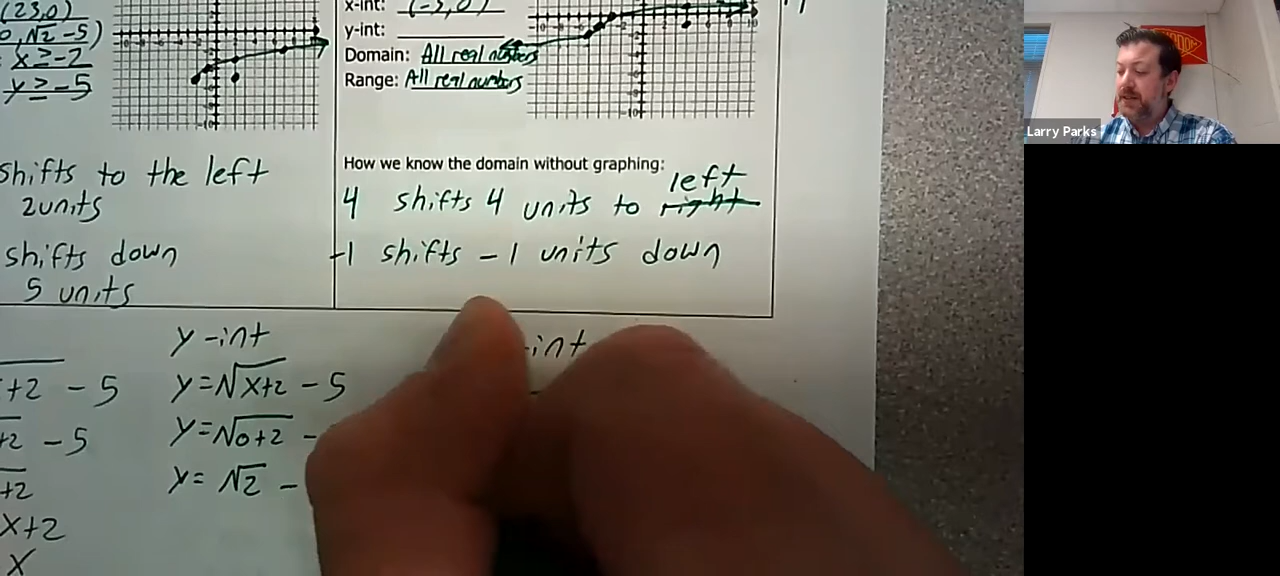 (23,0)
0, √2 -5)
x ≥ -2
y ≥ -5
shifts to the left
2 units
shifts down
5 units
x-int: (-3,0)
y-int:
Domain: All real numbers
Range: All real numbers
How we know the domain without graphing:
4 shifts 4 units to right left
-1 shifts -1 units down
+2 - 5
+2 - 5
+2
x+2
x
y-int
y=√x+2 - 5
y=√0+2 -
y= √2 -
-int
Larry Parks